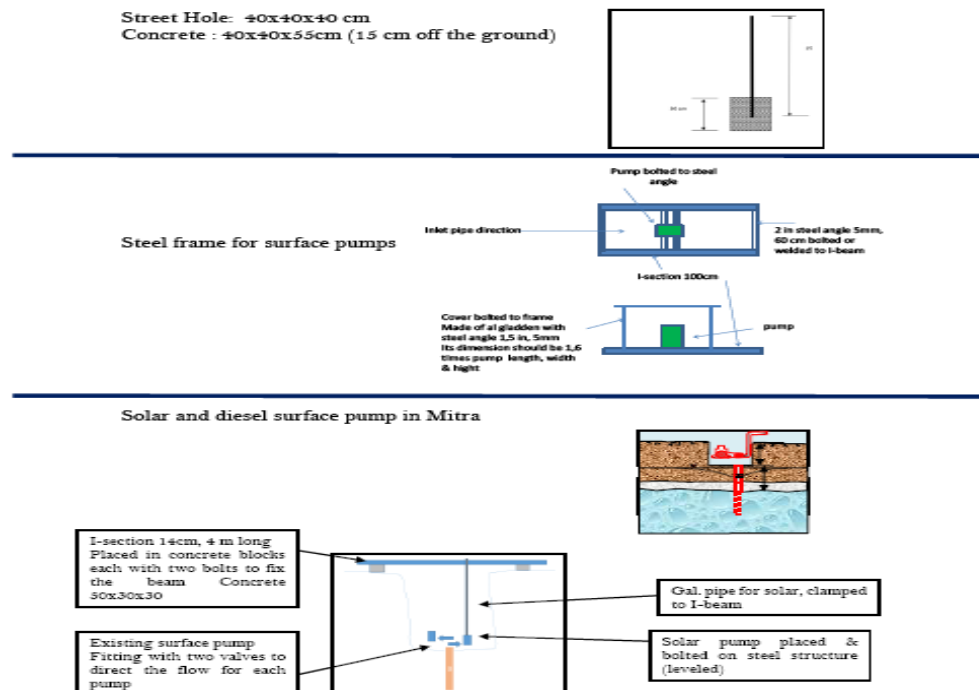 Street Hole: 40x40x40 cm
Concrete : 40x40x55cm (15 cm off the ground)
Pump bolted to steel
angle
Steel frame for surface pumps
Inlet pipe direction
2 in steel angle 5mm,
60 cm bolted or
welded to I-beam
I-section 100cm
Cover bolted to frame
Made of al gladden with
steel angle 1,5 in, 5mm
Its dimension should be 1,6
times pump length, width
& hight
pump
Solar and diesel surface pump in Mitra
I-section 14cm, 4 m long
Placed in concrete blocks
each with two bolts to fix
the beam Concrete
50x30x30
Gal. pipe for solar, clamped
to I-beam
Existing surface pump
Fitting with two valves to
direct the flow for each
pump
Solar pump placed &
bolted on steel structure
(leveled)